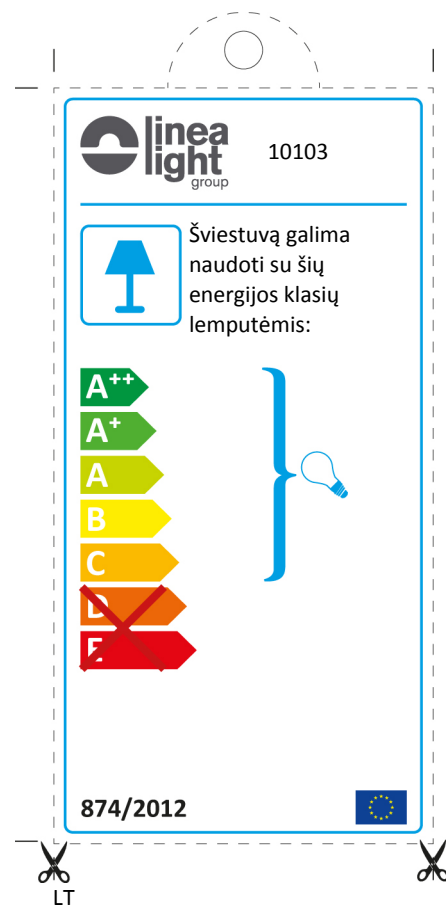 linea
light
group
10103
Šviestuvą galima
naudoti su šių
energijos klasių
lemputėmis:
A++
A+
A
B
C
D
E
874/2012
LT